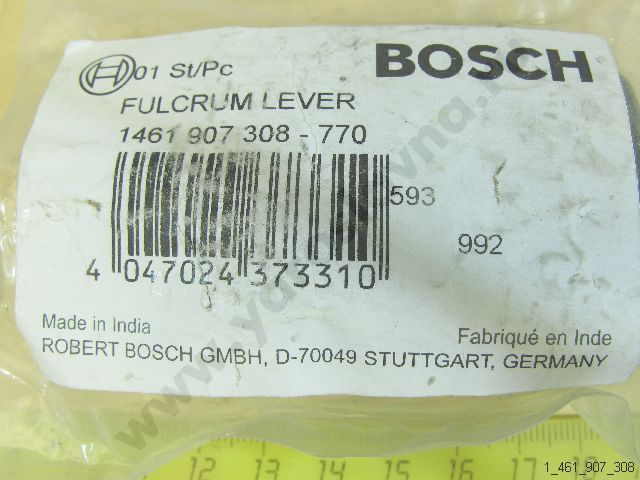 01 St/Pc
BOSCH
FULCRUM LEVER
1461 907 308 - 770
593
992
4 047024 373310
Made in India
Fabriqué en Inde
ROBERT BOSCH GMBH, D-70049 STUTTGART, GERMANY
12 13 14 15 16 17 18
1_461_907_308